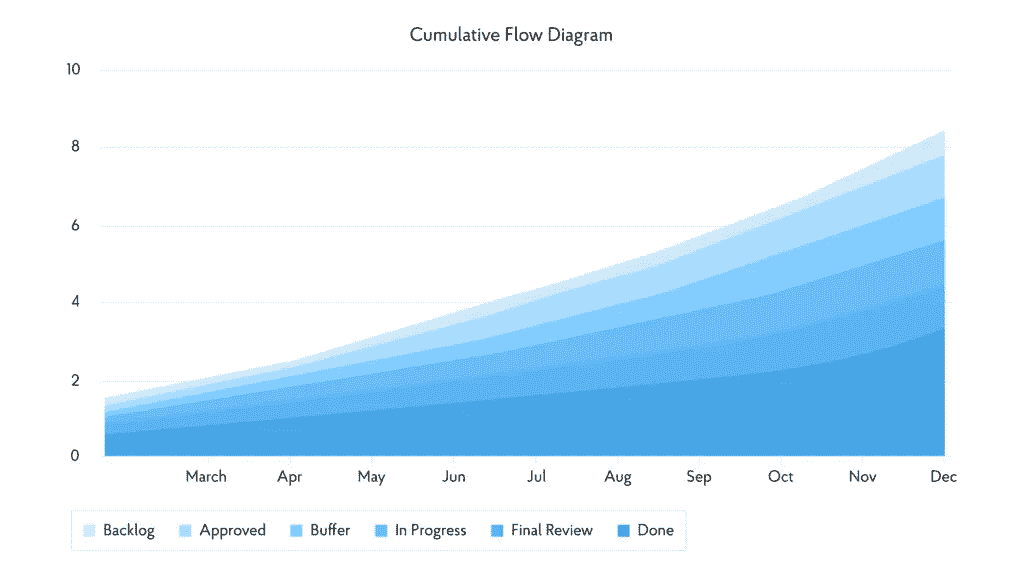 Cumulative Flow Diagram
10
8
6
4
2
0
March Apr May Jun Jul Aug Sep Oct Nov Dec
Backlog Approved Buffer In Progress Final Review Done